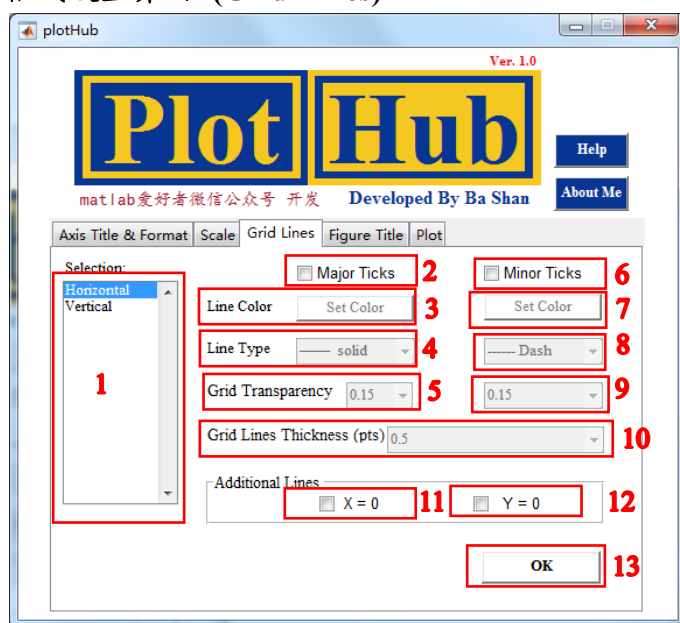 (Grid Lines)
plotHub
Ver. 1.0
Plot Hub
Help
matlab爱好者微信公众号 开发 Developed By Ba Shan
About Me
Axis Title & Format Scale Grid Lines Figure Title Plot
Selection:
Major Ticks 2 Minor Ticks 6
Horizontal
Vertical
Line Color Set Color 3 Set Color 7
Line Type solid 4 ------ Dash 8
1
Grid Transparency 0.15 5 0.15 9
Grid Lines Thickness (pts) 0.5 10
Additional Lines
X = 0 11 Y = 0 12
OK 13